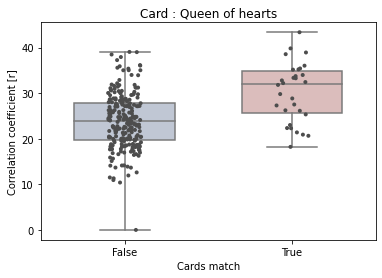 Card : Queen of hearts
Correlation coefficient [r]
40
30
20
10
0
False
True
Cards match